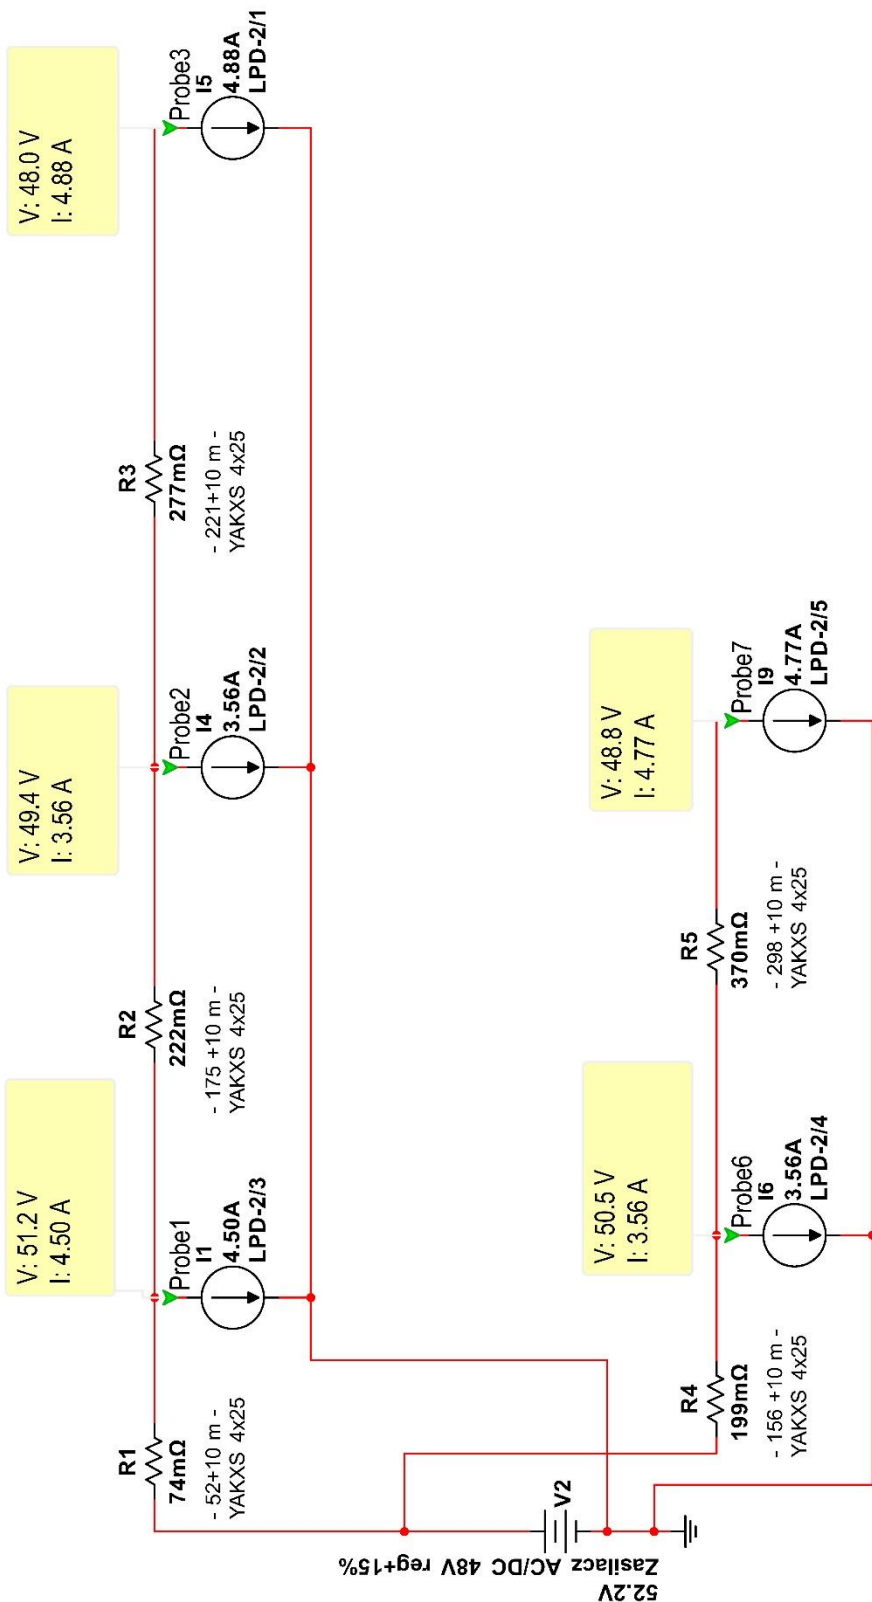 52.2V
Zasilacz AC/DC 48V reg+15%
V2
R1
74mΩ
- 52+10 m -
YAKXS 4x25
V: 51.2 V
I: 4.50 A
Probe1
I1
4.50A
LPD-2/3
R2
222mΩ
- 175 +10 m -
YAKXS 4x25
V: 49.4 V
I: 3.56 A
Probe2
I4
3.56A
LPD-2/2
R3
277mΩ
- 221+10 m -
YAKXS 4x25
V: 48.0 V
I: 4.88 A
Probe3
I5
4.88A
LPD-2/1
R4
199mΩ
- 156 +10 m -
YAKXS 4x25
V: 50.5 V
I: 3.56 A
Probe6
I6
3.56A
LPD-2/4
R5
370mΩ
- 298 +10 m -
YAKXS 4x25
V: 48.8 V
I: 4.77 A
Probe7
I9
4.77A
LPD-2/5